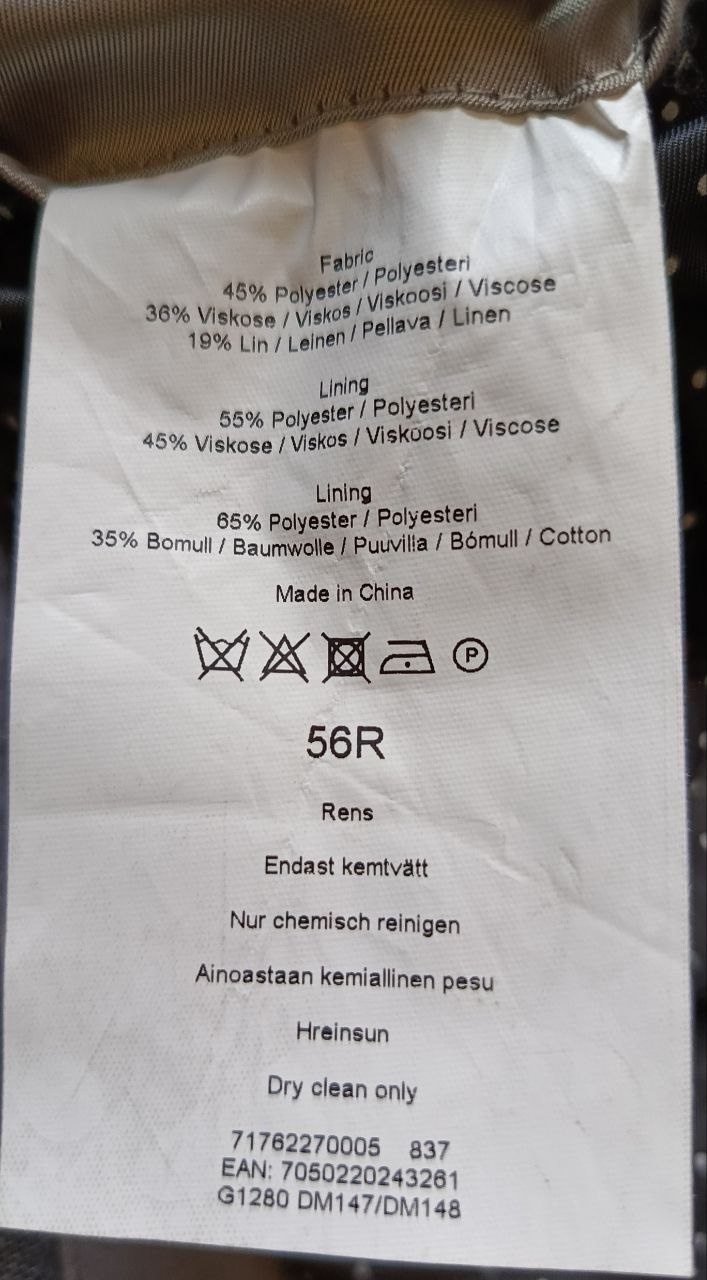 Fabric
45% Polyester / Polyesteri
36% Viskose / Viskos / Viskoosi / Viscose
19% Lin / Leinen / Pellava / Linen
Lining
55% Polyester / Polyesteri
45% Viskose / Viskos / Viskoosi / Viscose
Lining
65% Polyester / Polyesteri
35% Bomull / Baumwolle / Puuvilla / Bómull / Cotton
Made in China
P
56R
Rens
Endast kemtvätt
Nur chemisch reinigen
Ainoastaan kemiallinen pesu
Hreinsun
Dry clean only
71762270005 837
EAN: 7050220243261
G1280 DM147/DM148